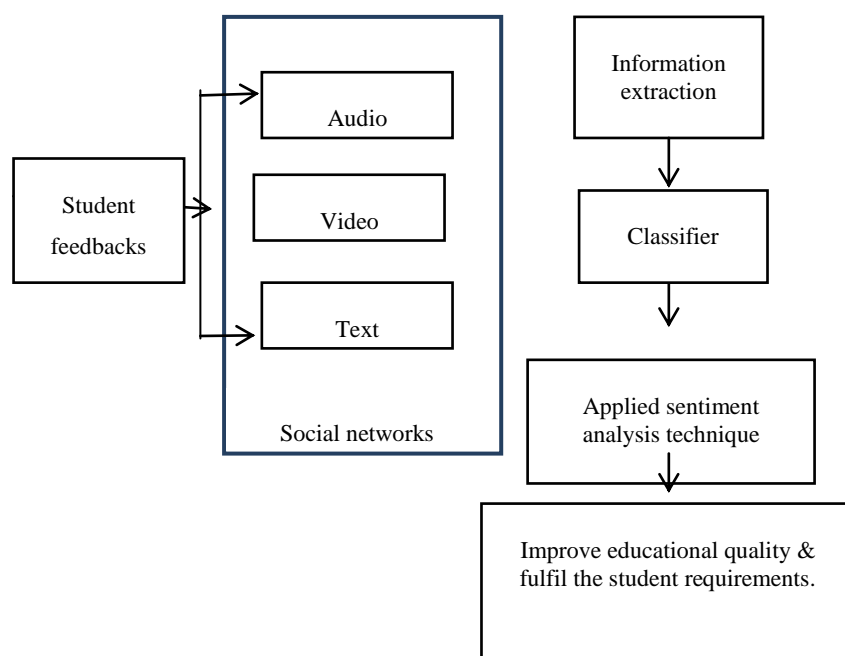 Student
feedbacks
Audio
Video
Text
Social networks
Information
extraction
Classifier
Applied sentiment
analysis technique
Improve educational quality &
fulfil the student requirements.